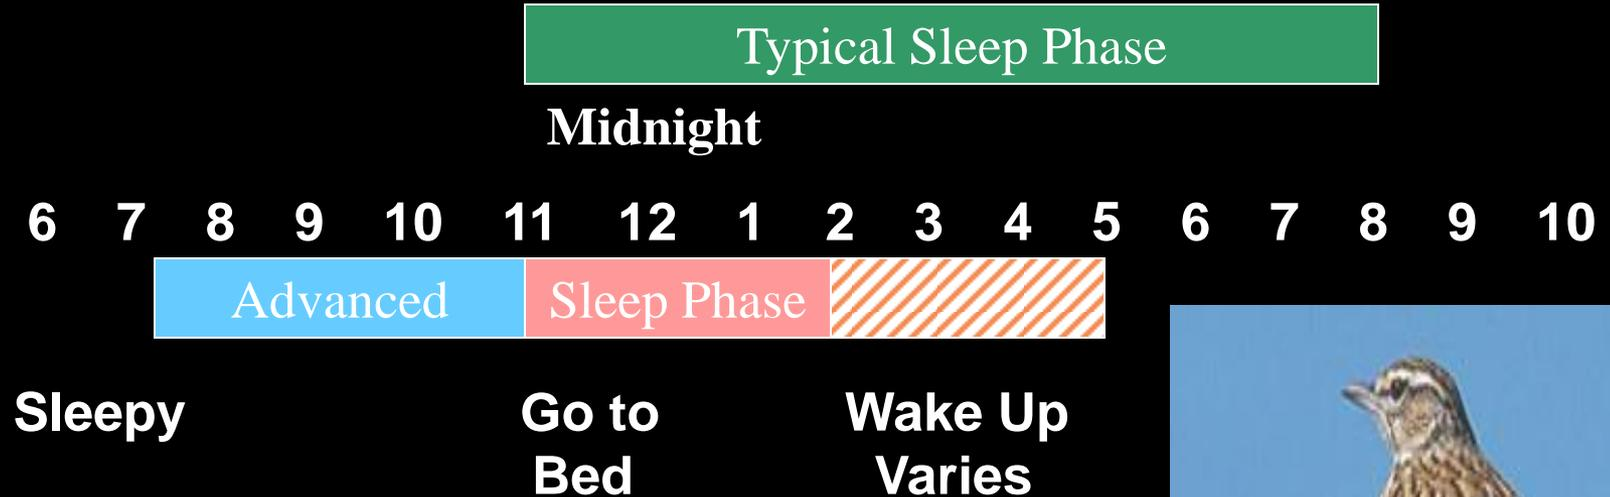 Typical Sleep Phase
Midnight
6 7 8 9 10 11 12 1 2 3 4 5 6 7 8 9 10
Advanced Sleep Phase
Sleepy Go to Wake Up
Bed Varies